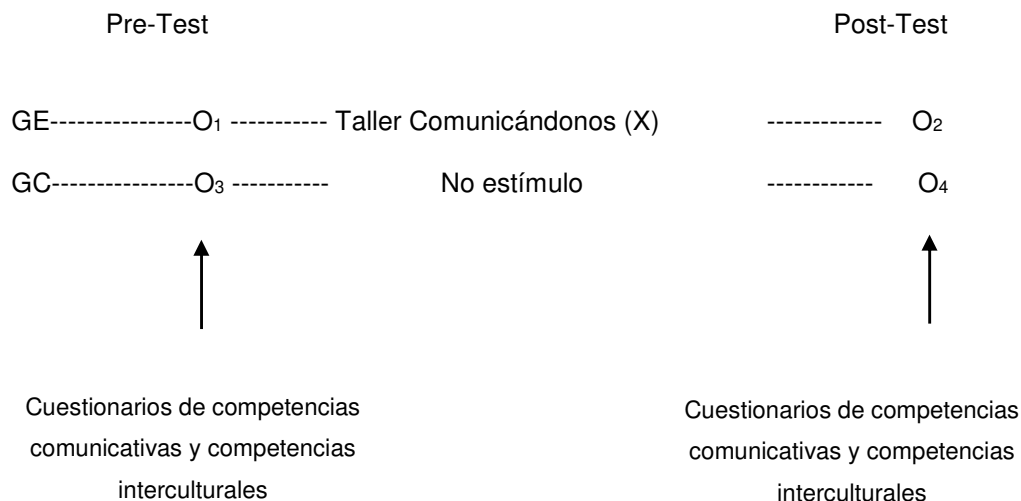 Pre-Test Post-Test
GE----------------O1 ----------- Taller Comunicándonos (X) ------------- O2
GC----------------O3 ----------- No estímulo ------------ O4
Cuestionarios de competencias
comunicativas y competencias
interculturales
Cuestionarios de competencias
comunicativas y competencias
interculturales